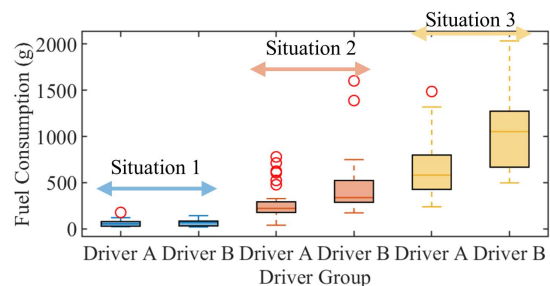 Situation 3
Situation 2
Situation 1
Fuel Consumption (g)
2000
1500
1000
500
0
Driver A Driver B Driver A Driver B Driver A Driver B
Driver Group